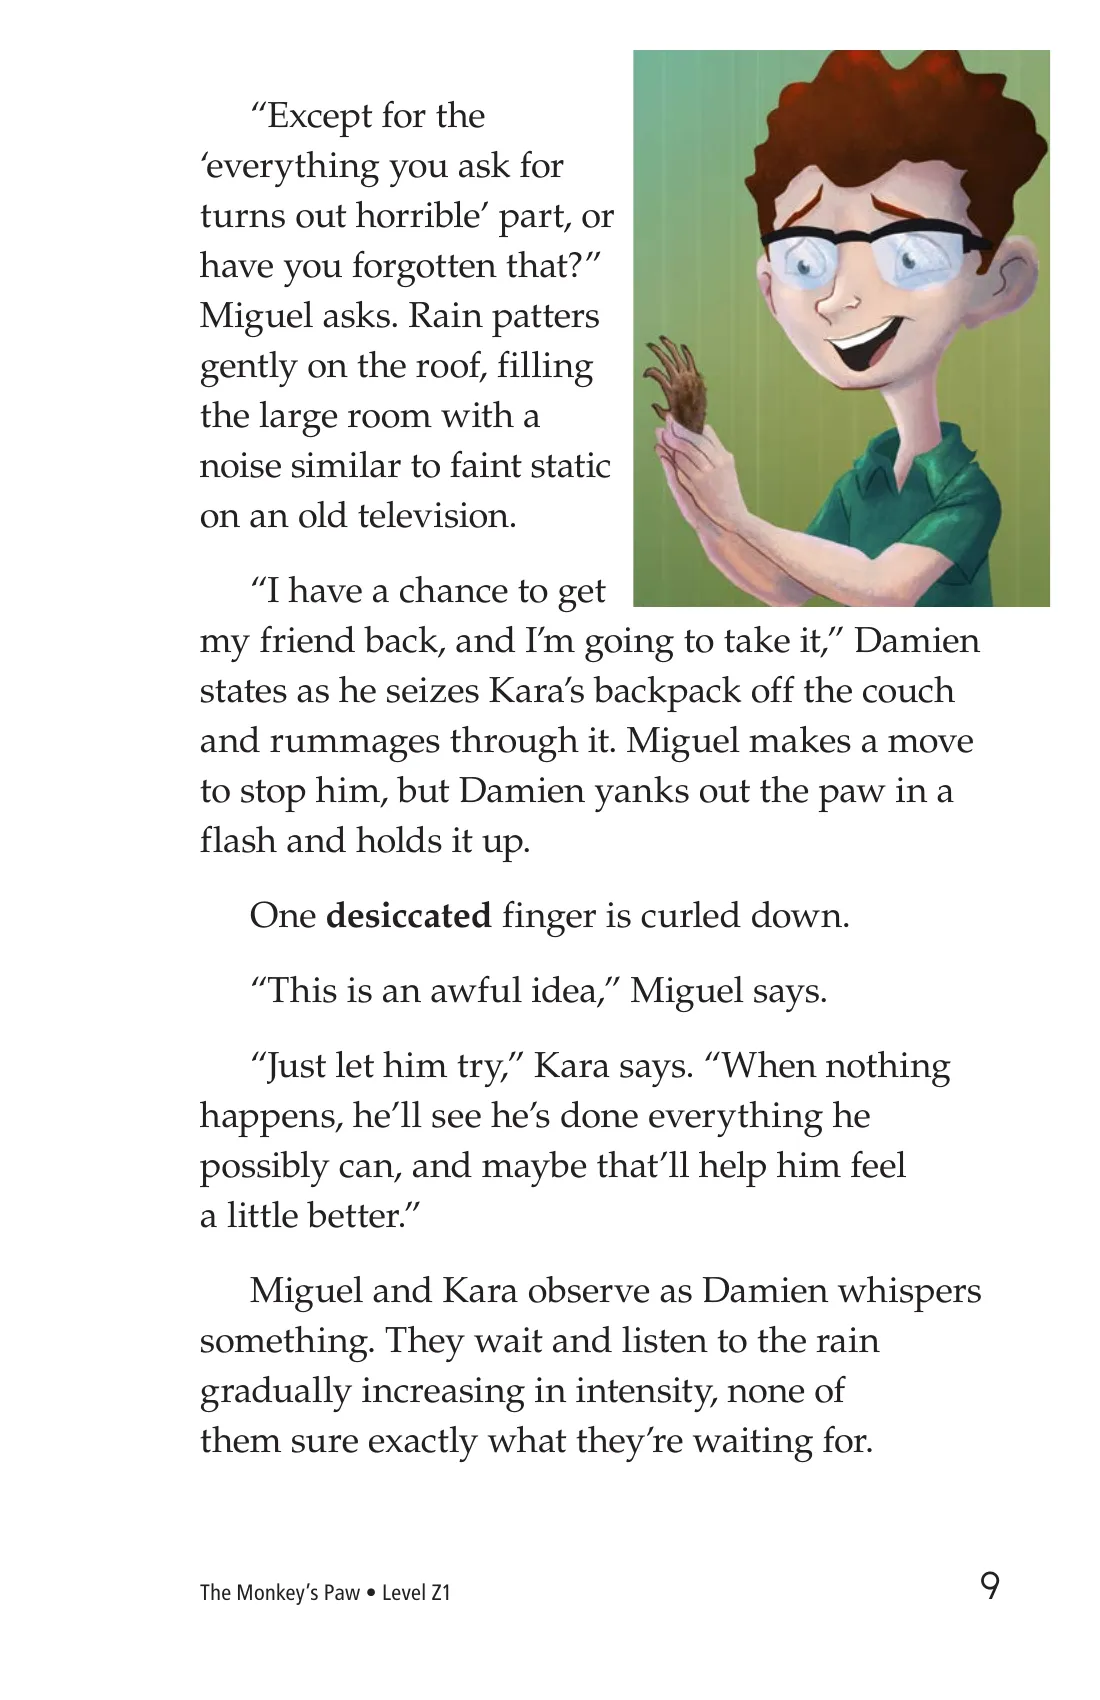 “Except for the
‘everything you ask for
turns out horrible’ part, or
have you forgotten that?”
Miguel asks. Rain patters
gently on the roof, filling
the large room with a
noise similar to faint static
on an old television.
“I have a chance to get
my friend back, and I’m going to take it,” Damien
states as he seizes Kara’s backpack off the couch
and rummages through it. Miguel makes a move
to stop him, but Damien yanks out the paw in a
flash and holds it up.
One desiccated finger is curled down.
“This is an awful idea,” Miguel says.
“Just let him try,” Kara says. “When nothing
happens, he’ll see he’s done everything he
possibly can, and maybe that’ll help him feel
a little better.”
Miguel and Kara observe as Damien whispers
something. They wait and listen to the rain
gradually increasing in intensity, none of
them sure exactly what they’re waiting for.
The Monkey’s Paw • Level Z1 9